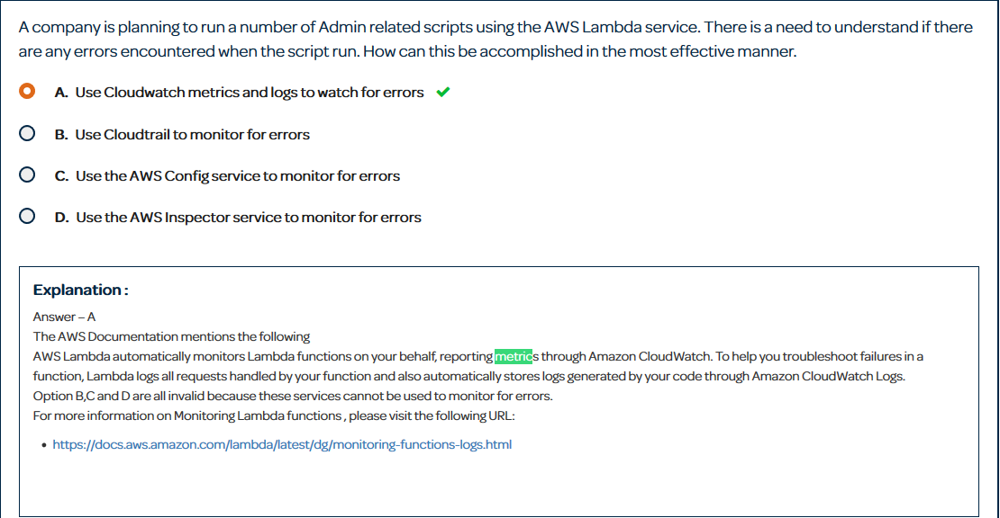 A company is planning to run a number of Admin related scripts using the AWS Lambda service. There is a need to understand if there
are any errors encountered when the script run. How can this be accomplished in the most effective manner.
A. Use Cloudwatch metrics and logs to watch for errors
B. Use Cloudtrail to monitor for errors
C. Use the AWS Config service to monitor for errors
D. Use the AWS Inspector service to monitor for errors
Explanation :
Answer – A
The AWS Documentation mentions the following
AWS Lambda automatically monitors Lambda functions on your behalf, reporting metrics through Amazon CloudWatch. To help you troubleshoot failures in a
function, Lambda logs all requests handled by your function and also automatically stores logs generated by your code through Amazon CloudWatch Logs.
Option B,C and D are all invalid because these services cannot be used to monitor for errors.
For more information on Monitoring Lambda functions , please visit the following URL:
• https://docs.aws.amazon.com/lambda/latest/dg/monitoring-functions-logs.html